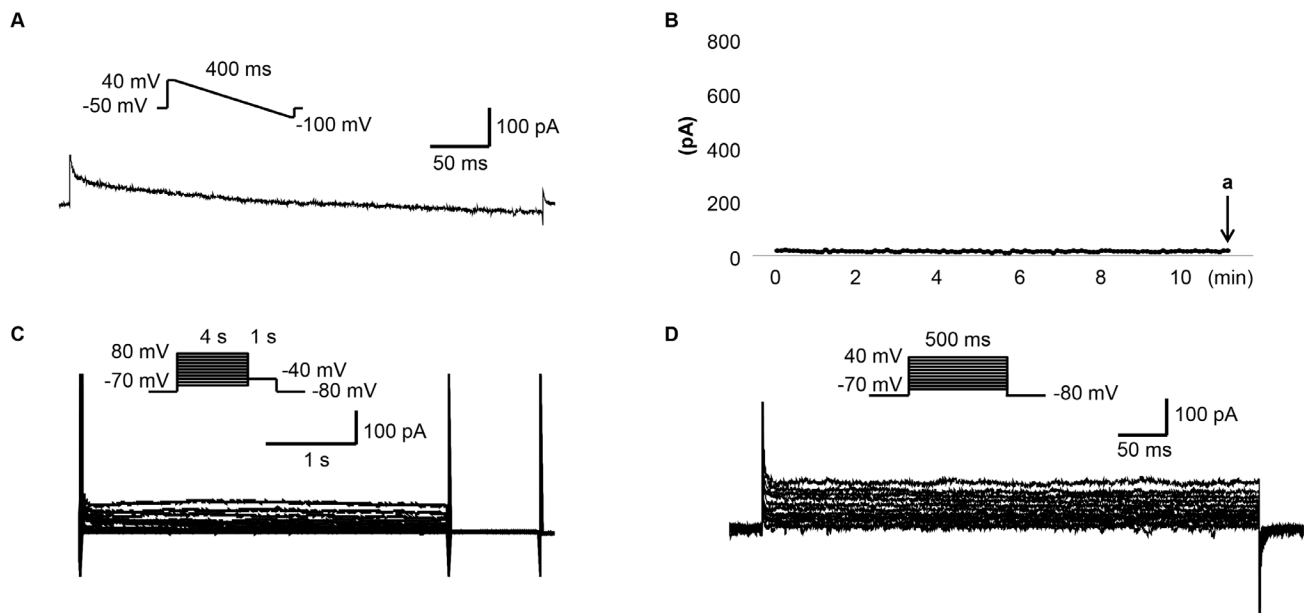 A
400 ms
40 mV
-50 mV
-100 mV
100 pA
50 ms
B
800
600
400
200
0
(pA)
a
0 2 4 6 8 10 (min)
C
4 s 1 s
80 mV
-70 mV
-40 mV
-80 mV
100 pA
1 s
D
500 ms
40 mV
-70 mV
-80 mV
100 pA
50 ms